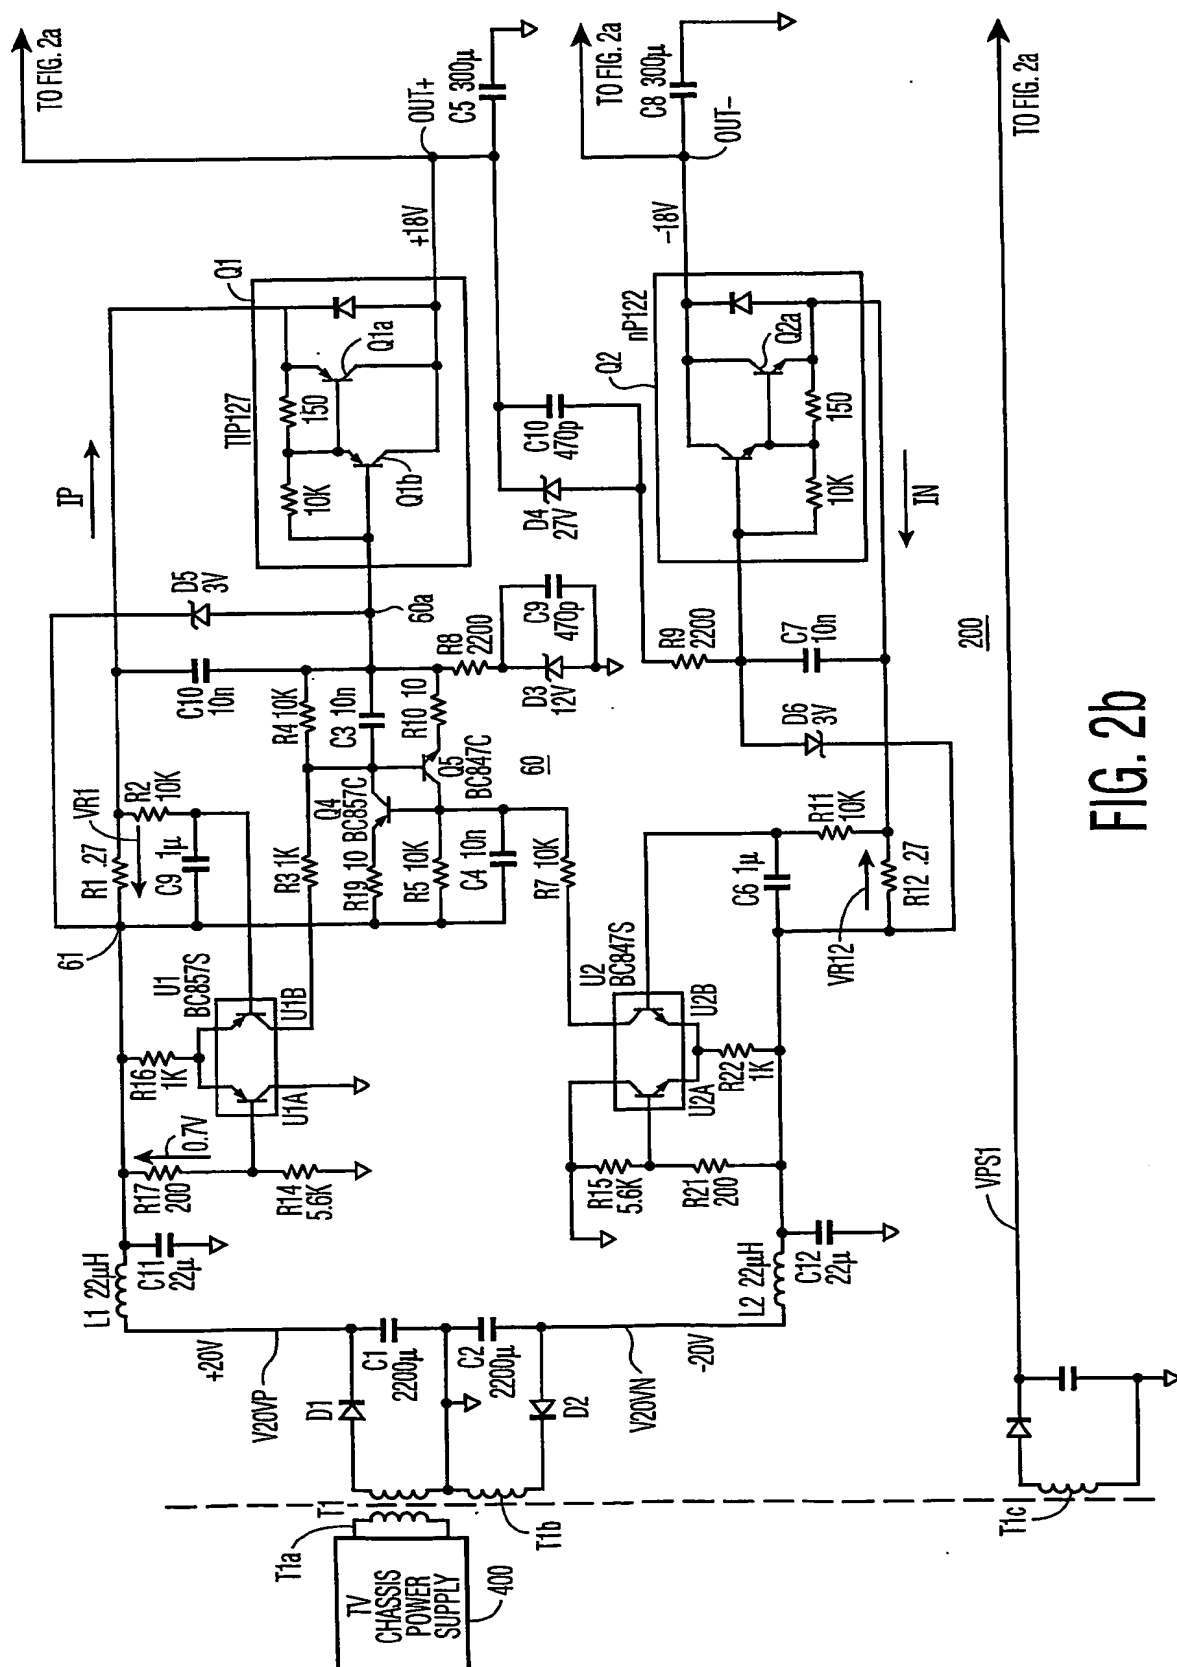 TO FIG. 2a
OUT+
C5 300µ
TO FIG. 2a
C8 300µ
OUT–
TO FIG. 2a
+18V
–18V
Q1
TIP127
Q1a
150
10K
Q1b
IP
C10
470p
D4
27V
Q2
nP122
Q2a
150
10K
IN
D5
3V
60a
C10
10n
R4 10K
C3 10n
R10 10
R8
2200
D3
12V
C9
470p
R9
2200
C7
10n
D6
3V
200
VR1
R1 .27
R2
10K
C9 1µ
R3 1K
Q4
BC857C
R19 10
Q5
BC847C
60
R5 10K
C4 10n
R7 10K
R11
10K
C6 1µ
R12 .27
VR12
61
U1
BC857S
U1B
U1A
R16
1K
0.7V
R17
200
R14
5.6K
U2
BC847S
U2B
U2A
R22
1K
R15
5.6K
R21
200
L1 22µH
C11
22µ
L2 22µH
C12
22µ
+20V
V20VP
C1
2200µ
C2
2200µ
V20VN
-20V
D1
D2
T1
T1a
T1b
TV
CHASSIS
POWER
SUPPLY
400
VPS1
T1c
FIG. 2b